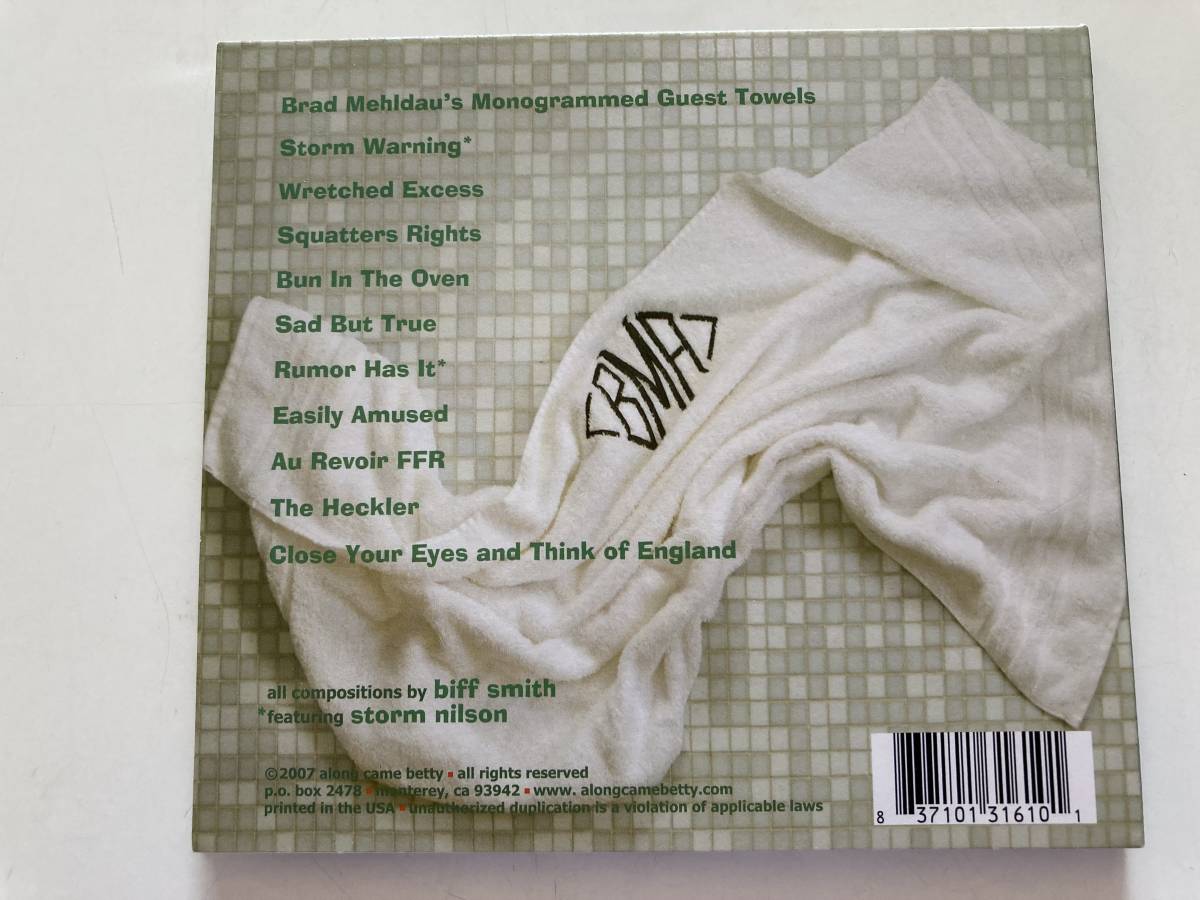 Brad Mehldau's Monogrammed Guest Towels
Storm Warning*
Wretched Excess
Squatters Rights
Bun In The Oven
Sad But True
Rumor Has It*
Easily Amused
Au Revoir FFR
The Heckler
Close Your Eyes and Think of England
BMA
all compositions by biff smith
*featuring storm nilson
©2007 along came betty ▪ all rights reserved
p.o. box 2478 ▪ monterey, ca 93942 ▪ www. alongcamebetty.com
printed in the USA ▪ unauthorized duplication is a violation of applicable laws
8 37101 31610 1